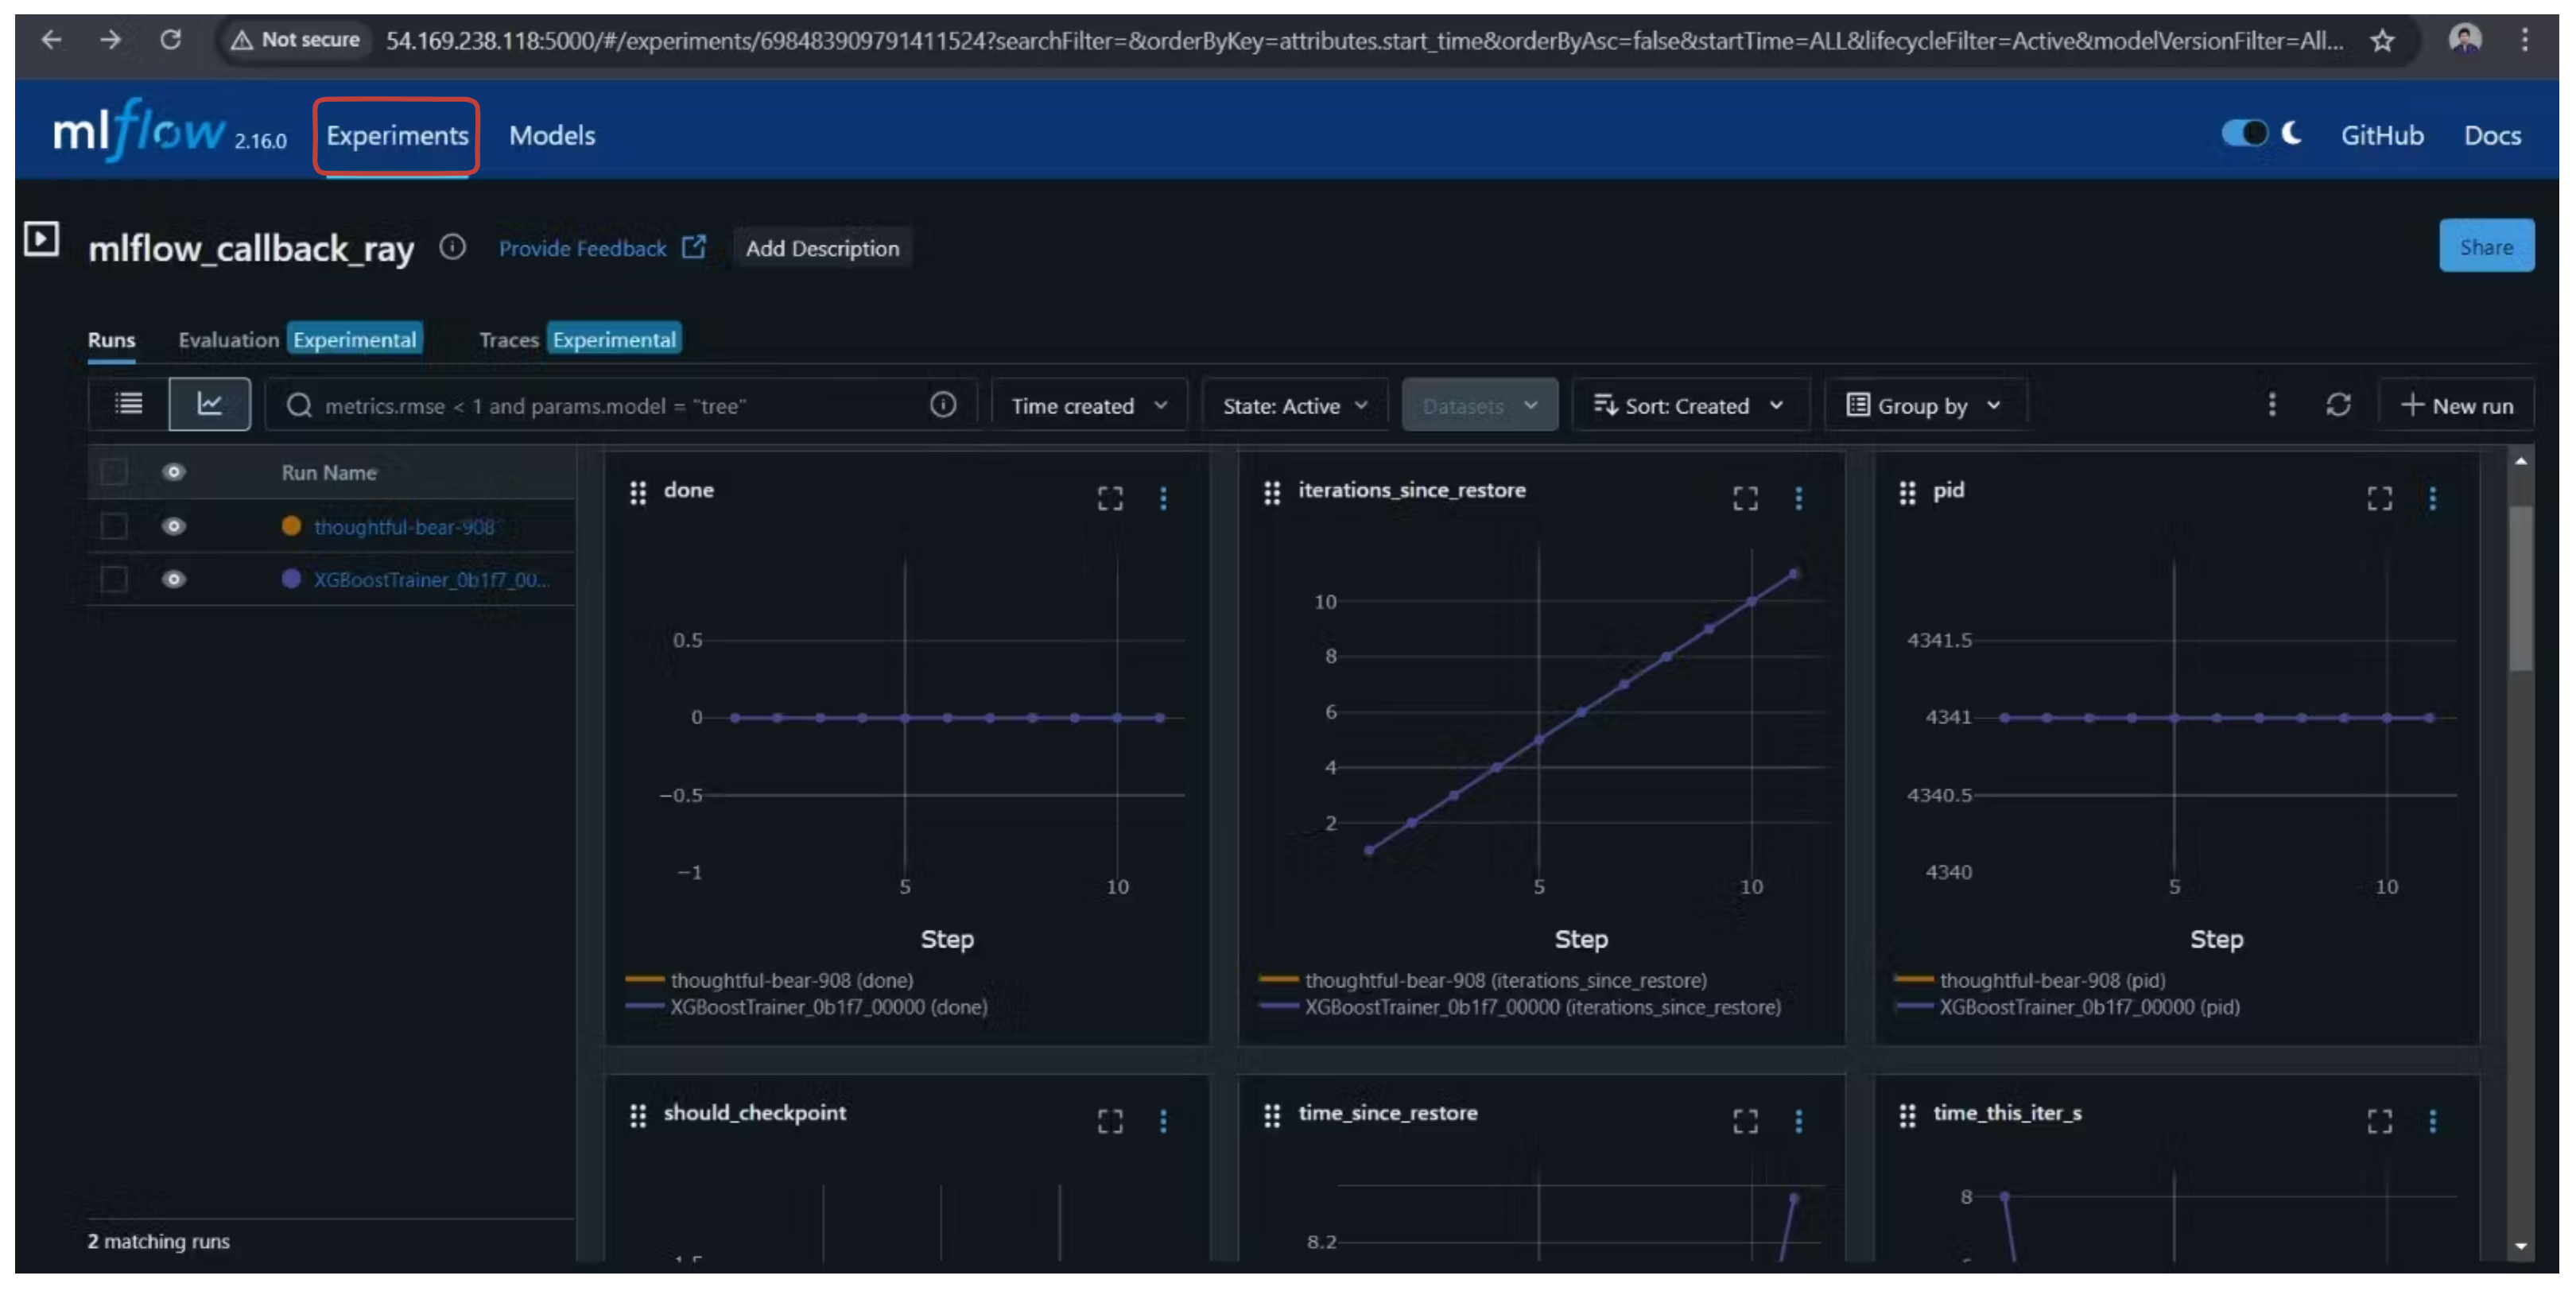 Not secure 54.169.238.118:5000/#/experiments/698483909791411524?searchFilter=&orderByKey=attributes.start_time&orderByAsc=false&startTime=ALL&lifecycleFilter=Active&modelVersionFilter=All...
mlflow 2.16.0 Experiments Models GitHub Docs
mlflow_callback_ray Provide Feedback Add Description Share
Runs Evaluation Experimental Traces Experimental
metrics.rmse < 1 and params.model = "tree" Time created State: Active Datasets Sort: Created Group by + New run
Run Name
thoughtful-bear-908
XGBoostTrainer_0b1f7_00...
2 matching runs
done
0.5
0
−0.5
−1
5 10
Step
thoughtful-bear-908 (done)
XGBoostTrainer_0b1f7_00000 (done)
iterations_since_restore
10
8
6
4
2
5 10
Step
thoughtful-bear-908 (iterations_since_restore)
XGBoostTrainer_0b1f7_00000 (iterations_since_restore)
pid
4341.5
4341
4340.5
4340
5 10
Step
thoughtful-bear-908 (pid)
XGBoostTrainer_0b1f7_00000 (pid)
should_checkpoint
time_since_restore
8.2
time_this_iter_s
8